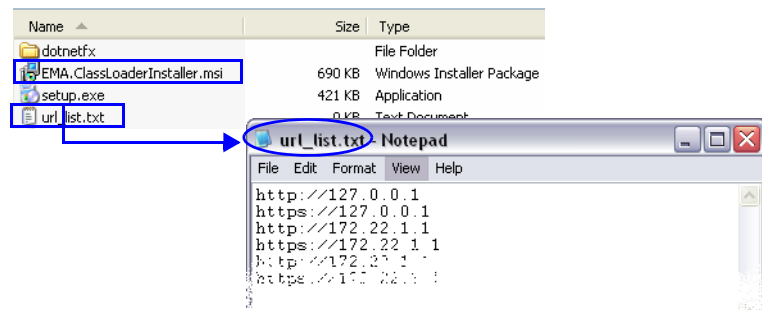 Name Size Type
dotnetfx File Folder
EMA.ClassLoaderInstaller.msi 690 KB Windows Installer Package
setup.exe 421 KB Application
url_list.txt 0 KB Text Document
url_list.txt - Notepad
File Edit Format View Help
http://127.0.0.1
https://127.0.0.1
http://172.22.1.1
https://172.22.1.1